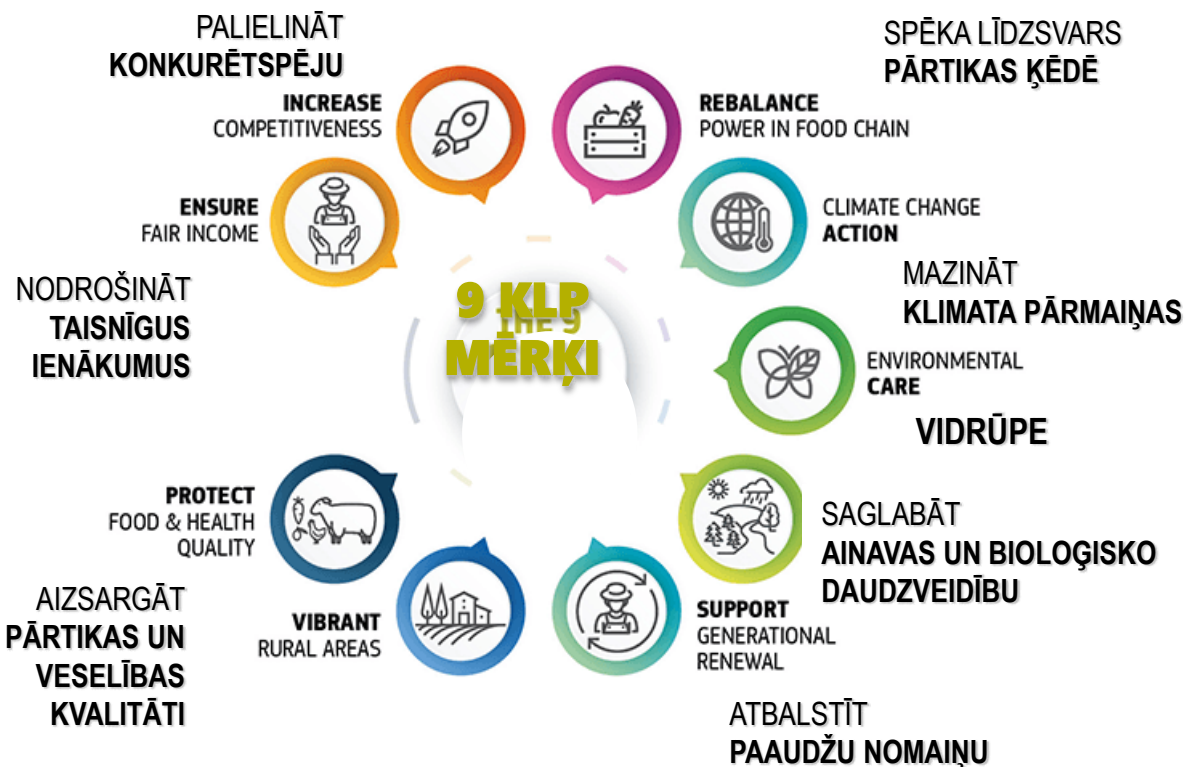 PALIELINĀT
KONKURĒTSPĒJU
INCREASE
COMPETITIVENESS
SPĒKA LĪDZSVARS
PĀRTIKAS ĶĒDĒ
REBALANCE
POWER IN FOOD CHAIN
ENSURE
FAIR INCOME
NODROŠINĀT
TAISNĪGUS
IENĀKUMUS
CLIMATE CHANGE
ACTION
MAZINĀT
KLIMATA PĀRMAIŅAS
9 KLP
THE 9
MĒRĶI
ENVIRONMENTAL
CARE
VIDRŪPE
PROTECT
FOOD & HEALTH
QUALITY
AIZSARGĀT
PĀRTIKAS UN
VESELĪBAS
KVALITĀTI
SAGLABĀT
AINAVAS UN BIOLOĢISKO
DAUDZVEIDĪBU
VIBRANT
RURAL AREAS
SUPPORT
GENERATIONAL
RENEWAL
ATBALSTĪT
PAAUDŽU NOMAIŅU